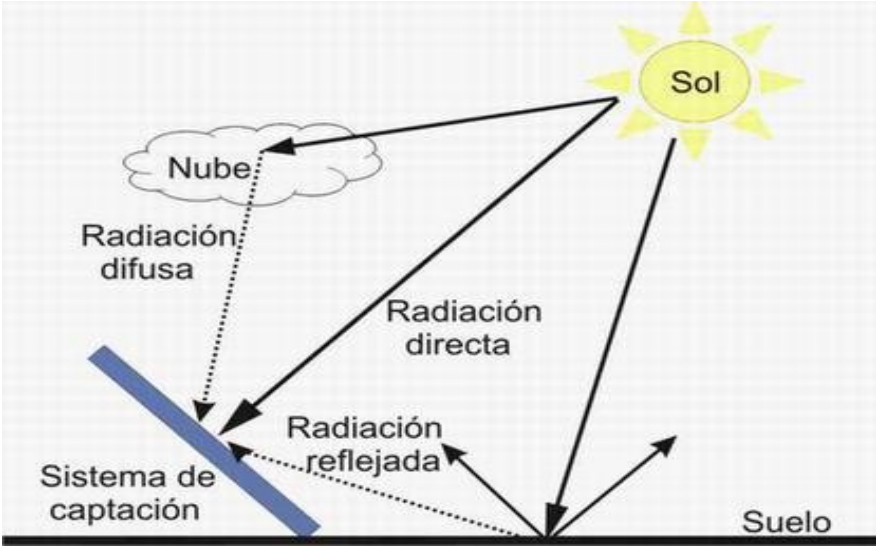 Sol
Nube
Radiación
difusa
Radiación
directa
Radiación
reflejada
Sistema de
captación
Suelo